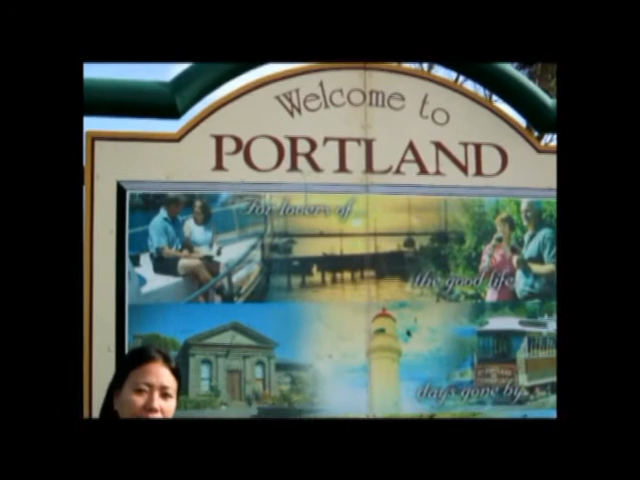 Welcome to
PORTLAND
For lovers of
the good life
days gone by...